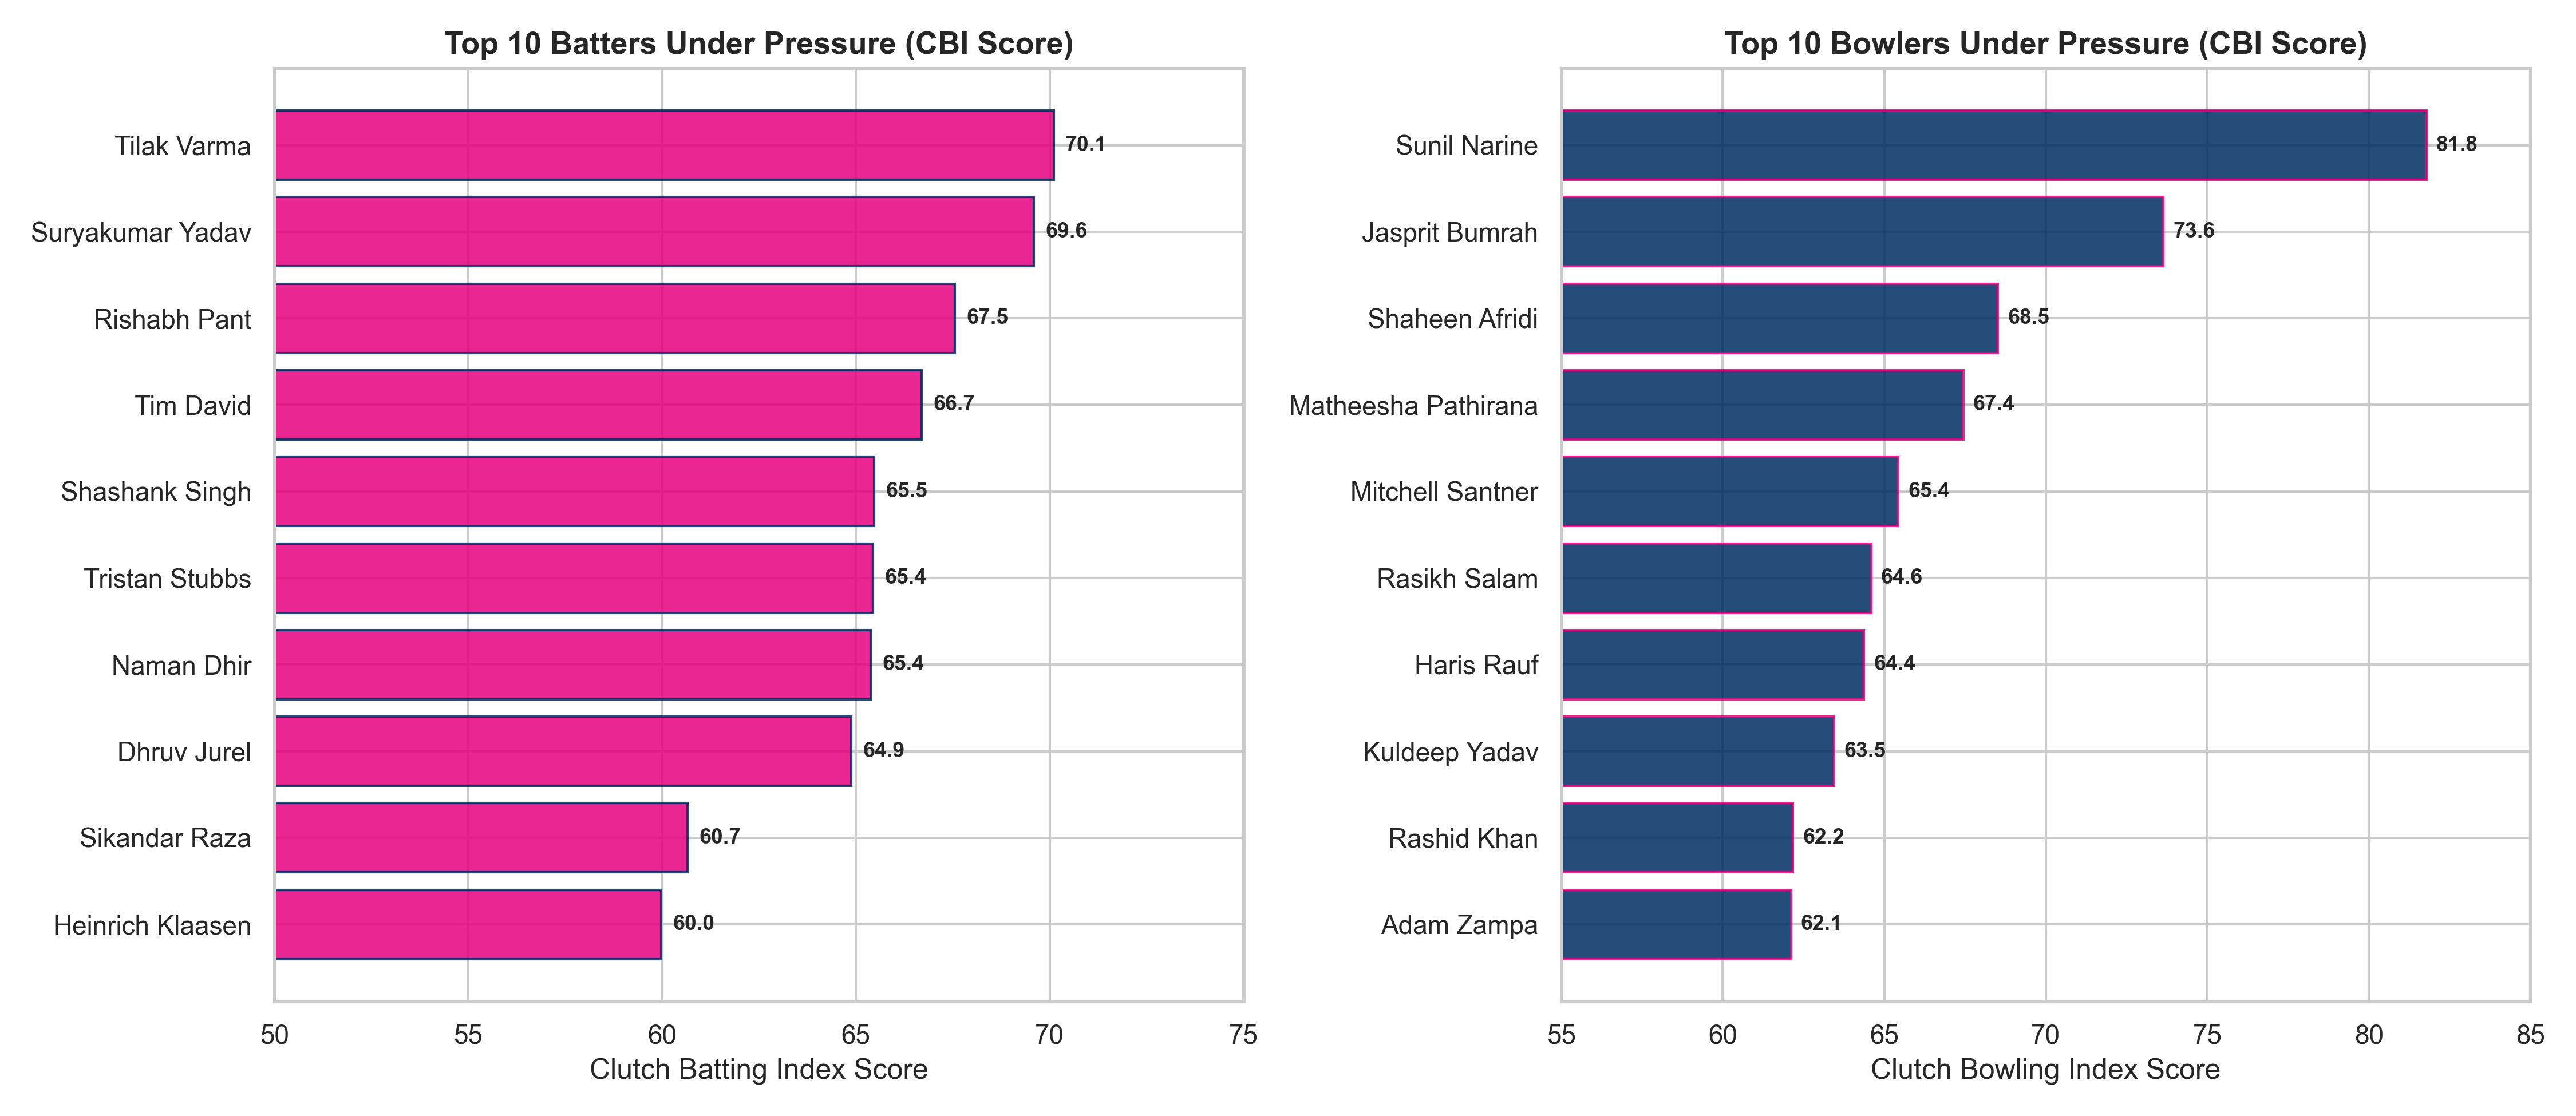 Top 10 Batters Under Pressure (CBI Score)
Tilak Varma 70.1
Suryakumar Yadav 69.6
Rishabh Pant 67.5
Tim David 66.7
Shashank Singh 65.5
Tristan Stubbs 65.4
Naman Dhir 65.4
Dhruv Jurel 64.9
Sikandar Raza 60.7
Heinrich Klaasen 60.0
50 55 60 65 70 75
Clutch Batting Index Score
Top 10 Bowlers Under Pressure (CBI Score)
Sunil Narine 81.8
Jasprit Bumrah 73.6
Shaheen Afridi 68.5
Matheesha Pathirana 67.4
Mitchell Santner 65.4
Rasikh Salam 64.6
Haris Rauf 64.4
Kuldeep Yadav 63.5
Rashid Khan 62.2
Adam Zampa 62.1
55 60 65 70 75 80 85
Clutch Bowling Index Score